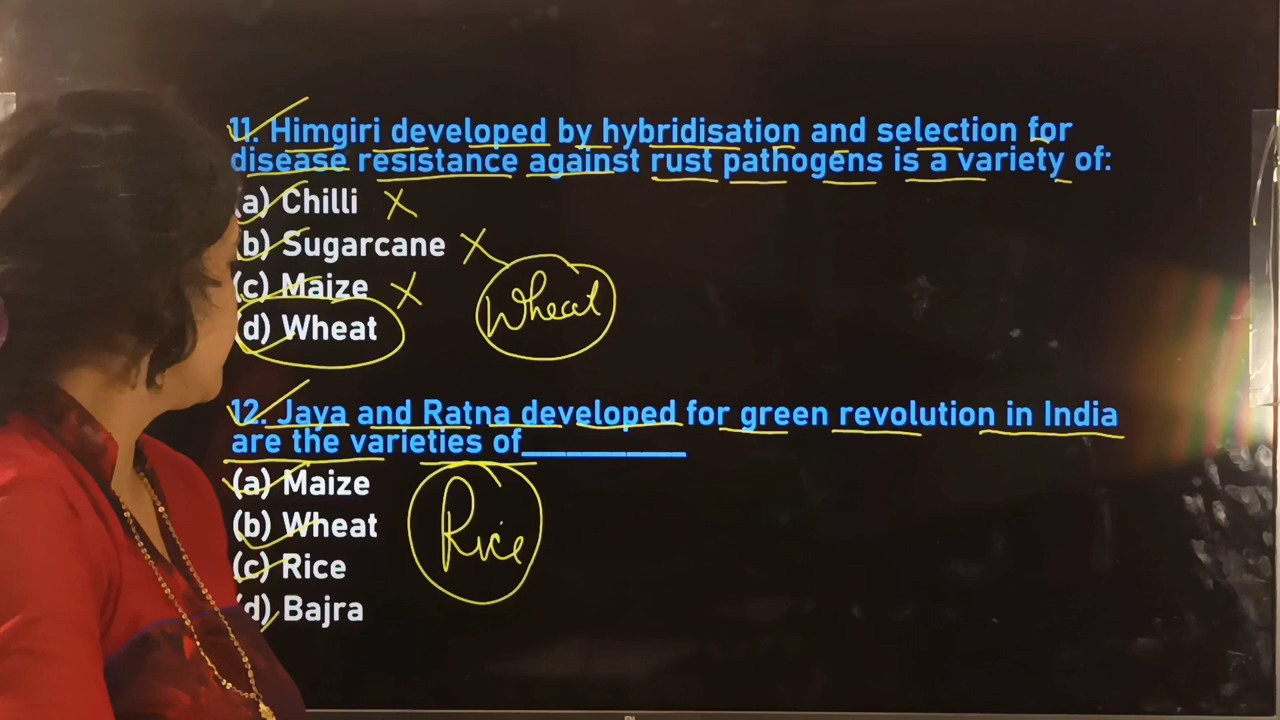 11. Himgiri developed by hybridisation and selection for
disease resistance against rust pathogens is a variety of:
(a) Chilli
(b) Sugarcane
(c) Maize
(d) Wheat
Wheat
12. Jaya and Ratna developed for green revolution in India
are the varieties of__________
(a) Maize
(b) Wheat
(c) Rice
(d) Bajra
Rice